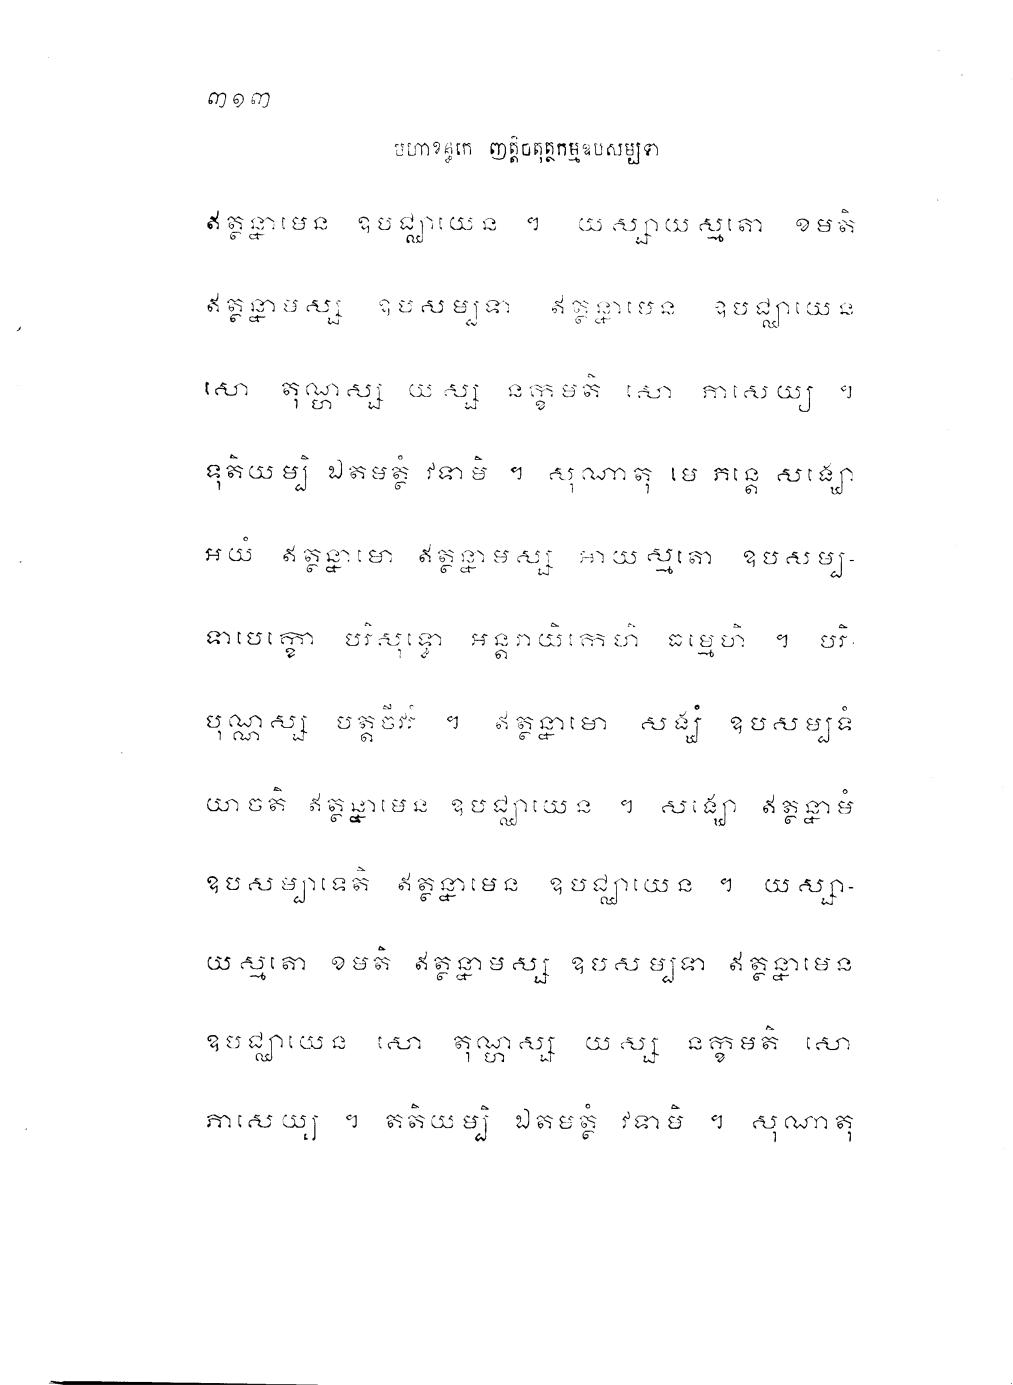 ៣១៣
មហាខន្ធកេ ញត្តិចតុត្ថកម្មឧបសម្បទា
ឥត្ថន្នាមេន ឧបជ្ឈាយេន ។ យស្សាយស្មតោ ខមតិ
ឥត្ថន្នាមស្ស ឧបសម្បទា ឥត្ថន្នាមេន ឧបជ្ឈាយេន
សោ តុណ្ហស្ស យស្ស នក្ខមតិ សោ ភាសេយ្យ ។
ទុតិយម្បិ ឯតមត្ថំ វទាមិ ។ សុណាតុ មេ ភន្តេ សង្ឃោ
អយំ ឥត្ថន្នាមោ ឥត្ថន្នាមស្ស អាយស្មតោ ឧបសម្ប-
ទាបេក្ខោ បរិសុទ្ធោ អន្តរាយិកេហិ ធម្មេហិ ។ បរិ-
បុណ្ណស្ស បត្តចីវរំ ។ ឥត្ថន្នាមោ សង្ឃំ ឧបសម្បទំ
យាចតិ ឥត្ថន្នាមេន ឧបជ្ឈាយេន ។ សង្ឃោ ឥត្ថន្នាមំ
ឧបសម្បាទេតិ ឥត្ថន្នាមេន ឧបជ្ឈាយេន ។ យស្សា-
យស្មតោ ខមតិ ឥត្ថន្នាមស្ស ឧបសម្បទា ឥត្ថន្នាមេន
ឧបជ្ឈាយេន សោ តុណ្ហស្ស យស្ស នក្ខមតិ សោ
ភាសេយ្យ ។ តតិយម្បិ ឯតមត្ថំ វទាមិ ។ សុណាតុ